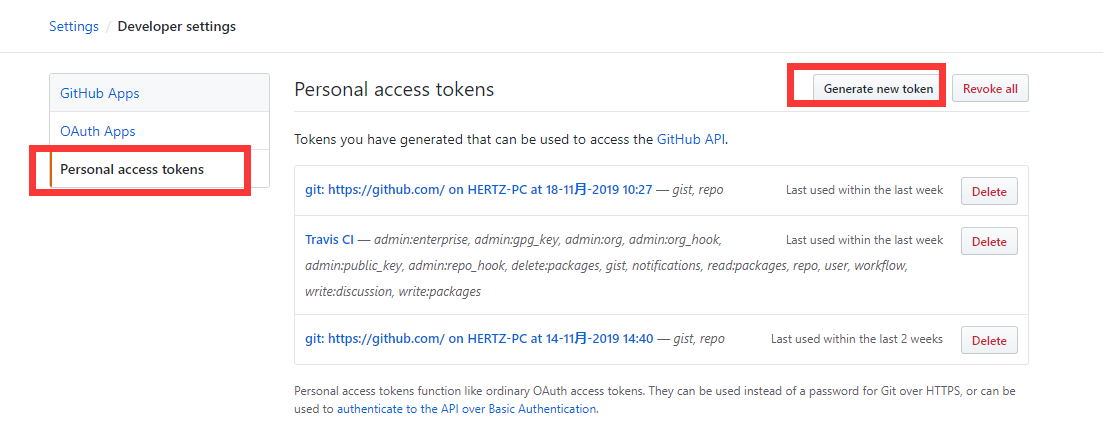 Settings / Developer settings
GitHub Apps
OAuth Apps
Personal access tokens
Personal access tokens
Generate new token
Revoke all
Tokens you have generated that can be used to access the GitHub API.
git: https://github.com/ on HERTZ-PC at 18-11月-2019 10:27 — gist, repo
Last used within the last week
Delete
Travis CI — admin:enterprise, admin:gpg_key, admin:org, admin:org_hook,
admin:public_key, admin:repo_hook, delete:packages, gist, notifications, read:packages, repo, user, workflow,
write:discussion, write:packages
Last used within the last week
Delete
git: https://github.com/ on HERTZ-PC at 14-11月-2019 14:40 — gist, repo
Last used within the last 2 weeks
Delete
Personal access tokens function like ordinary OAuth access tokens. They can be used instead of a password for Git over HTTPS, or can be
used to authenticate to the API over Basic Authentication.